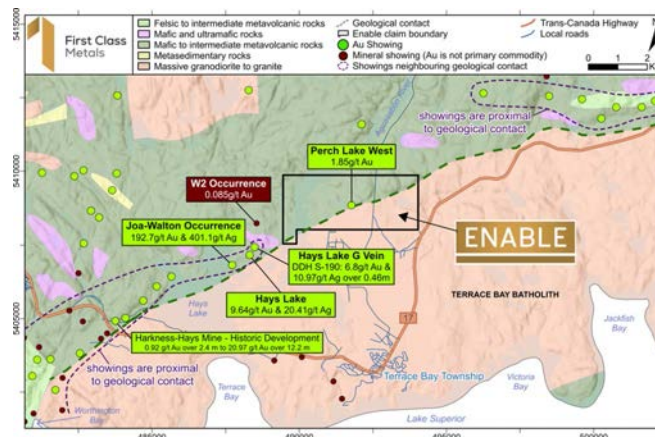 First Class
Metals
Felsic to intermediate metavolcanic rocks
Mafic and ultramafic rocks
Mafic to intermediate metavolcanic rocks
Metasedimentary rocks
Massive granodiorite to granite
Geological contact
Enable claim boundary
Au Showing
Mineral showing (Au is not primary commodity)
Showings neighbouring geological contact
Trans-Canada Highway
Local roads
0 1 2
5415000
5410000
5405000
showings are proximal
to geological contact
Perch Lake West
1.85g/t Au
W2 Occurrence
0.085g/t Au
Joa-Walton Occurrence
192.7g/t Au & 401.1g/t Ag
ENABLE
Hays Lake G Vein
DDH S-190: 6.8g/t Au &
10.97g/t Ag over 0.46m
TERRACE BAY BATHOLITH
Hays
Lake
Hays Lake
9.64g/t Au & 20.41g/t Ag
17
Jackfish
Bay
Harkness-Hays Mine - Historic Development
0.92 g/t Au over 2.4 m to 20.97 g/t Au over 12.2 m
showings are proximal
to geological contact
Terrace
Bay
Terrace Bay Township
Victoria
Bay
Worthington
Bay
Lake Superior